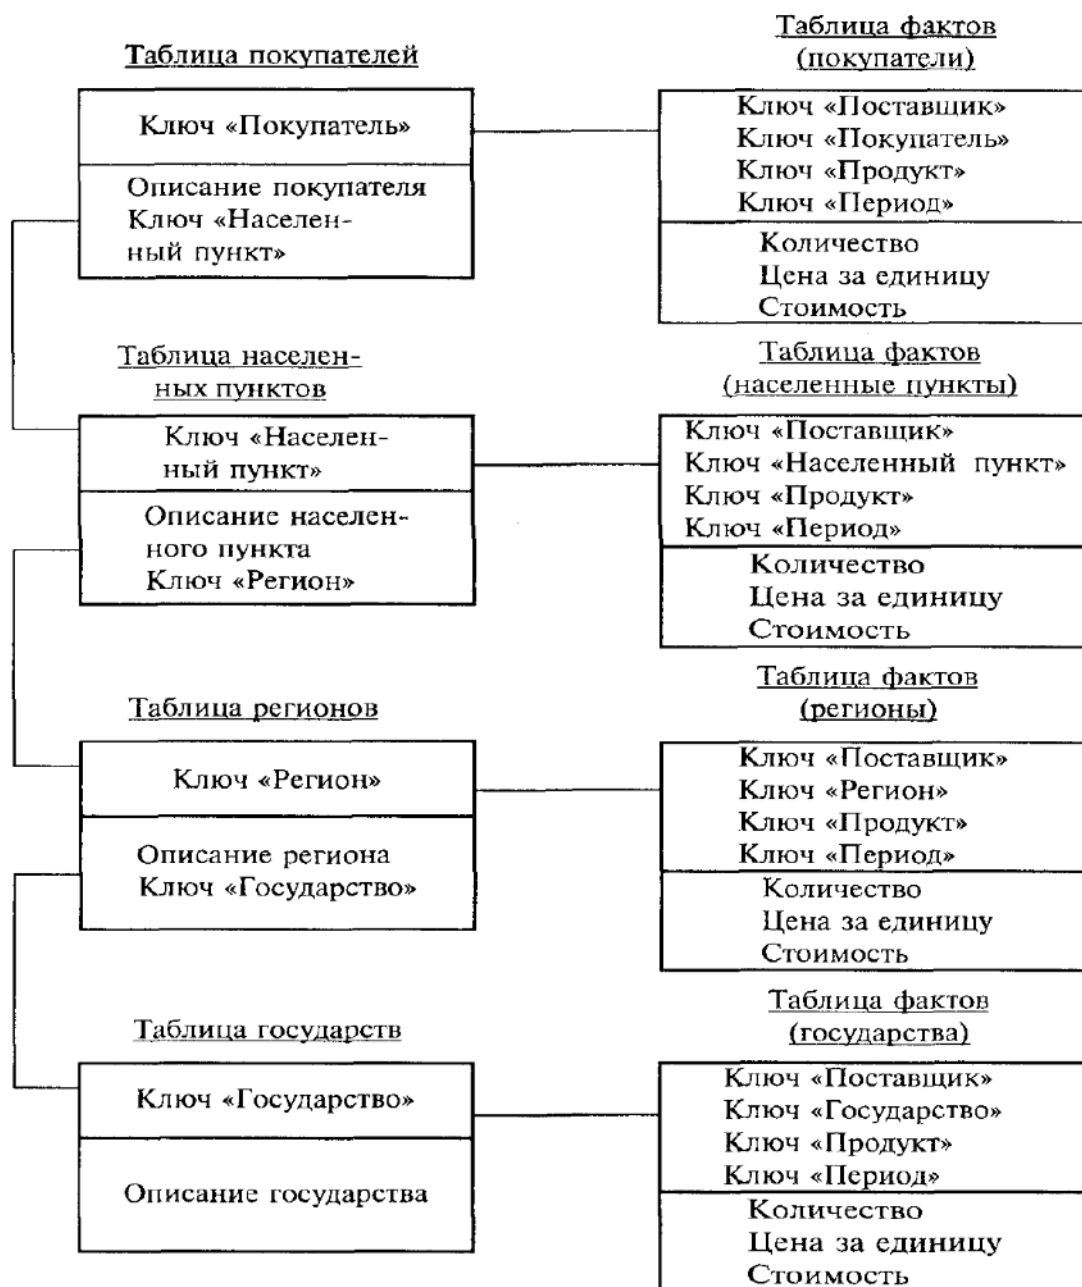 Таблица покупателей
Ключ «Покупатель»
Описание покупателя
Ключ «Населен-
ный пункт»
Таблица фактов
(покупатели)
Ключ «Поставщик»
Ключ «Покупатель»
Ключ «Продукт»
Ключ «Период»
Количество
Цена за единицу
Стоимость
Таблица населен-
ных пунктов
Ключ «Населен-
ный пункт»
Описание населен-
ного пункта
Ключ «Регион»
Таблица фактов
(населенные пункты)
Ключ «Поставщик»
Ключ «Населенный пункт»
Ключ «Продукт»
Ключ «Период»
Количество
Цена за единицу
Стоимость
Таблица регионов
Ключ «Регион»
Описание региона
Ключ «Государство»
Таблица фактов
(регионы)
Ключ «Поставщик»
Ключ «Регион»
Ключ «Продукт»
Ключ «Период»
Количество
Цена за единицу
Стоимость
Таблица государств
Ключ «Государство»
Описание государства
Таблица фактов
(государства)
Ключ «Поставщик»
Ключ «Государство»
Ключ «Продукт»
Ключ «Период»
Количество
Цена за единицу
Стоимость